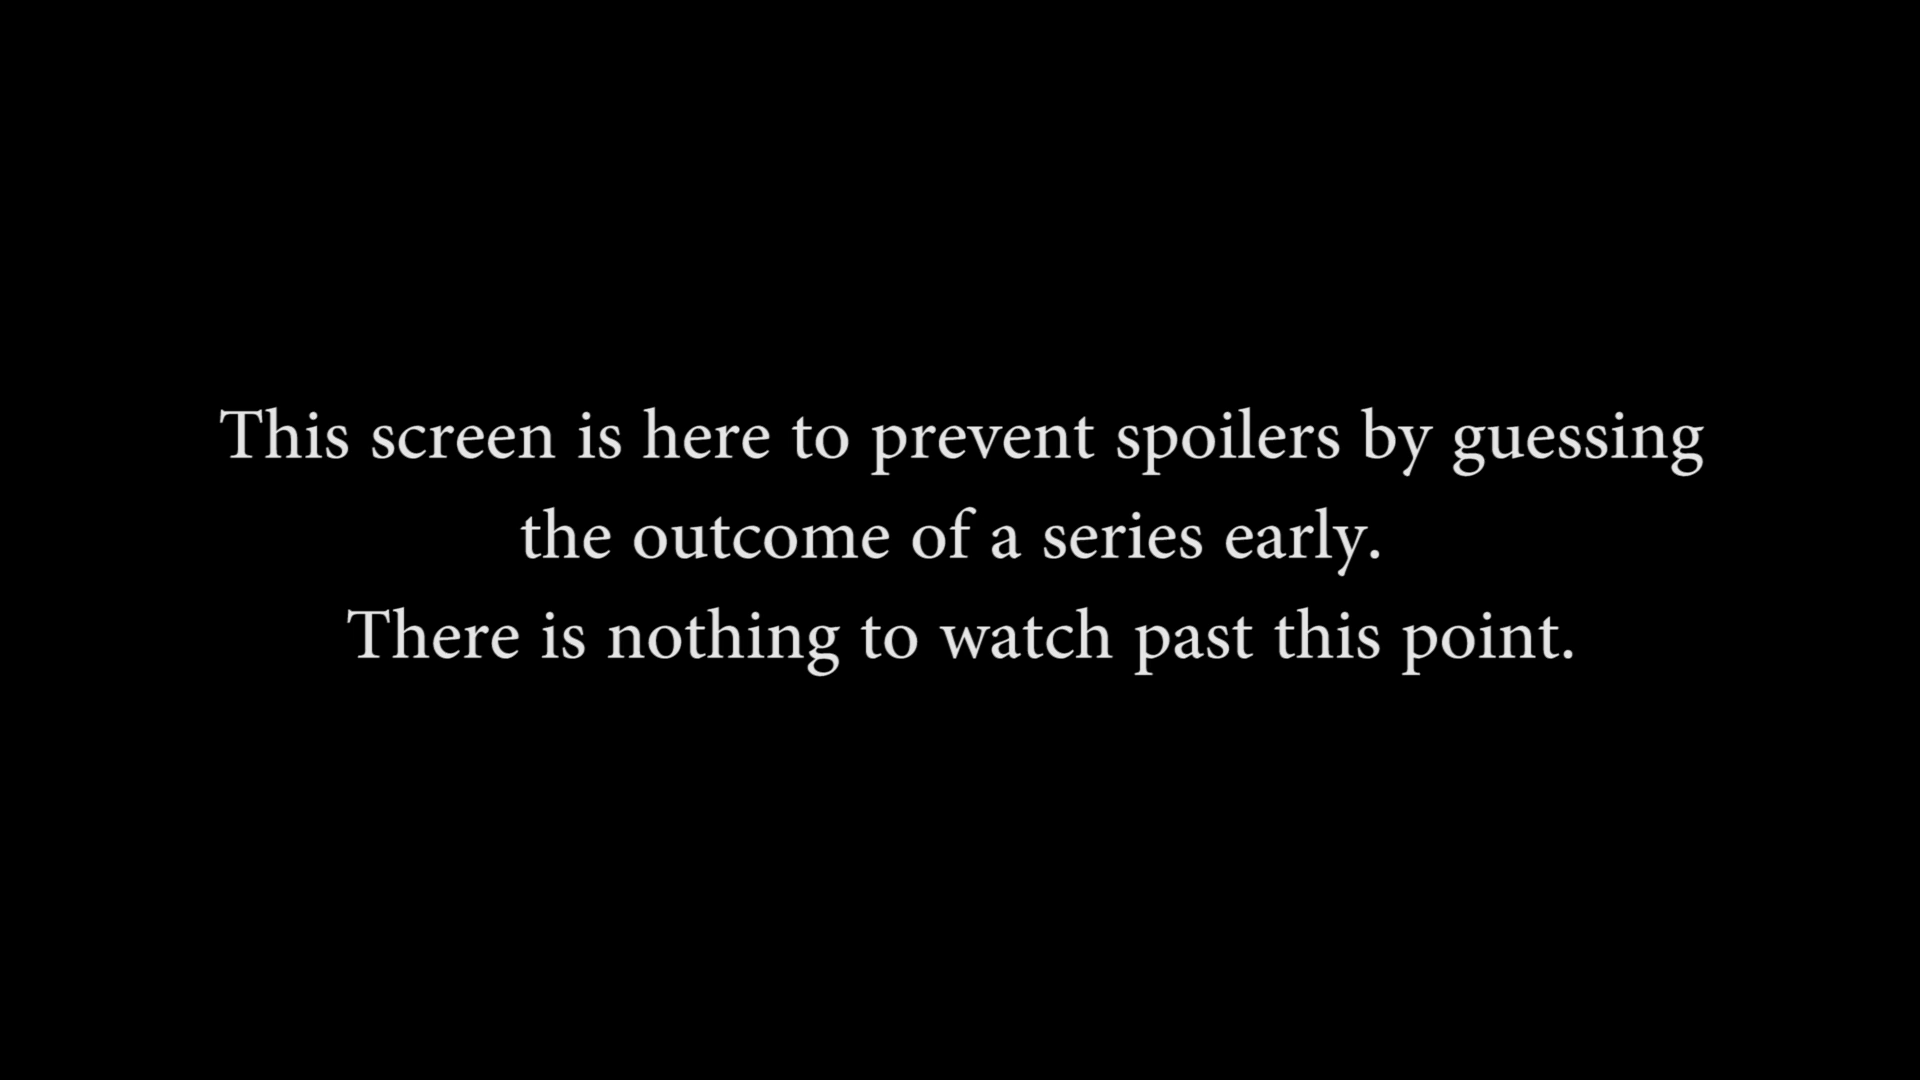 This screen is here to prevent spoilers by guessing
the outcome of a series early.
There is nothing to watch past this point.